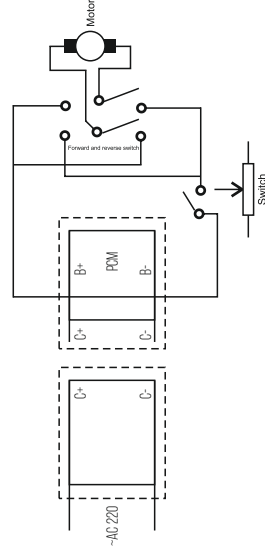 Motor
Forward and reverse switch
Switch
B+
PCM
B-
C+
C-
C+
C-
~AC 220